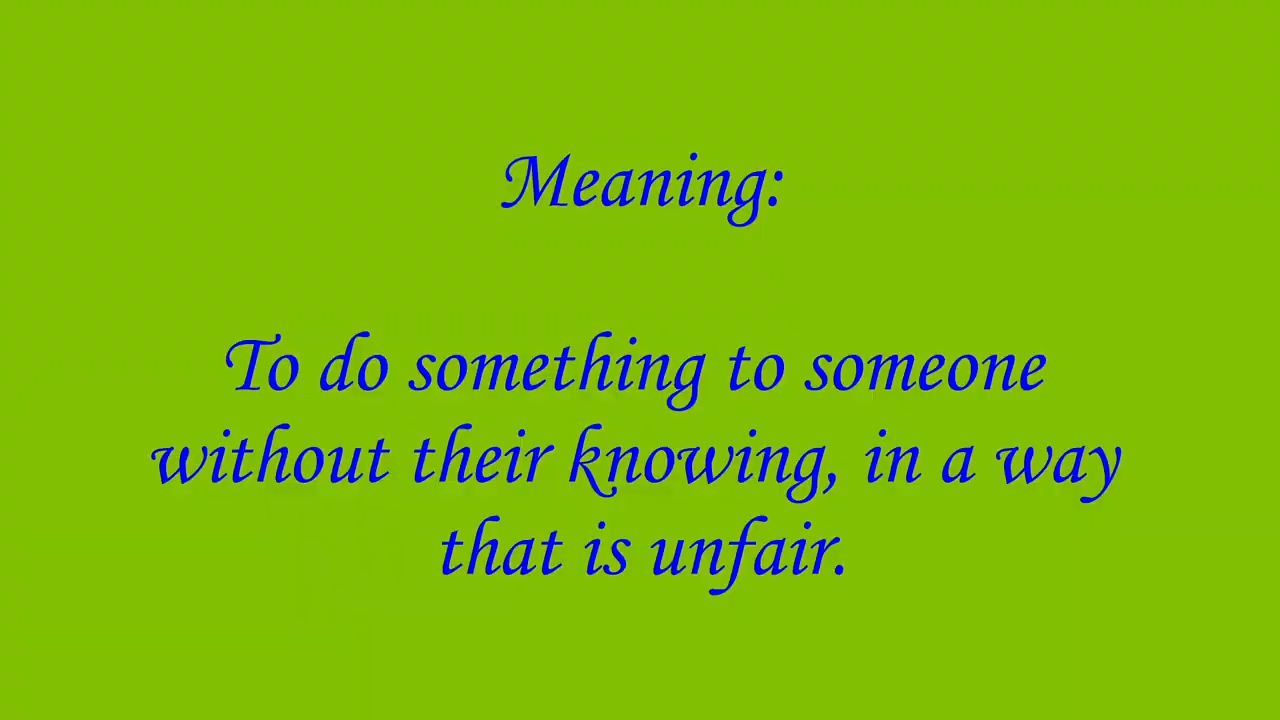 Meaning:
To do something to someone
without their knowing, in a way
that is unfair.